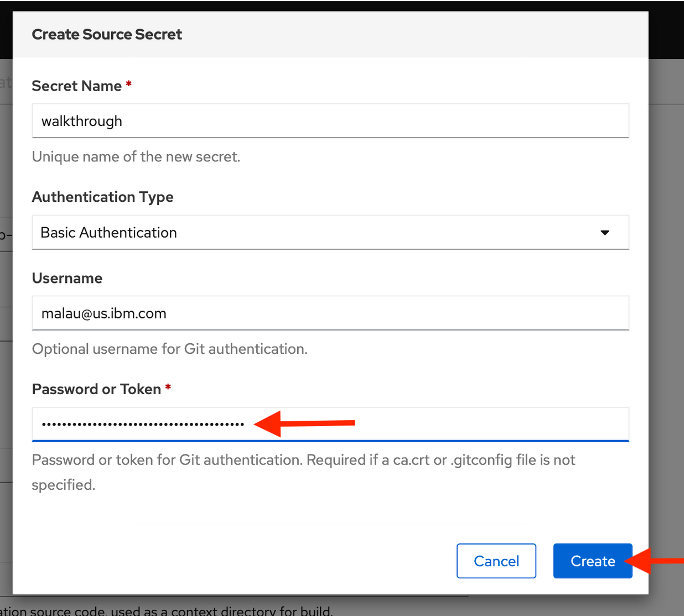 Create Source Secret
Secret Name *
walkthrough
Unique name of the new secret.
Authentication Type
Basic Authentication
Username
malau@us.ibm.com
Optional username for Git authentication.
Password or Token *
Password or token for Git authentication. Required if a ca.crt or .gitconfig file is not
specified.
Cancel
Create
source code, used as a context directory for build.